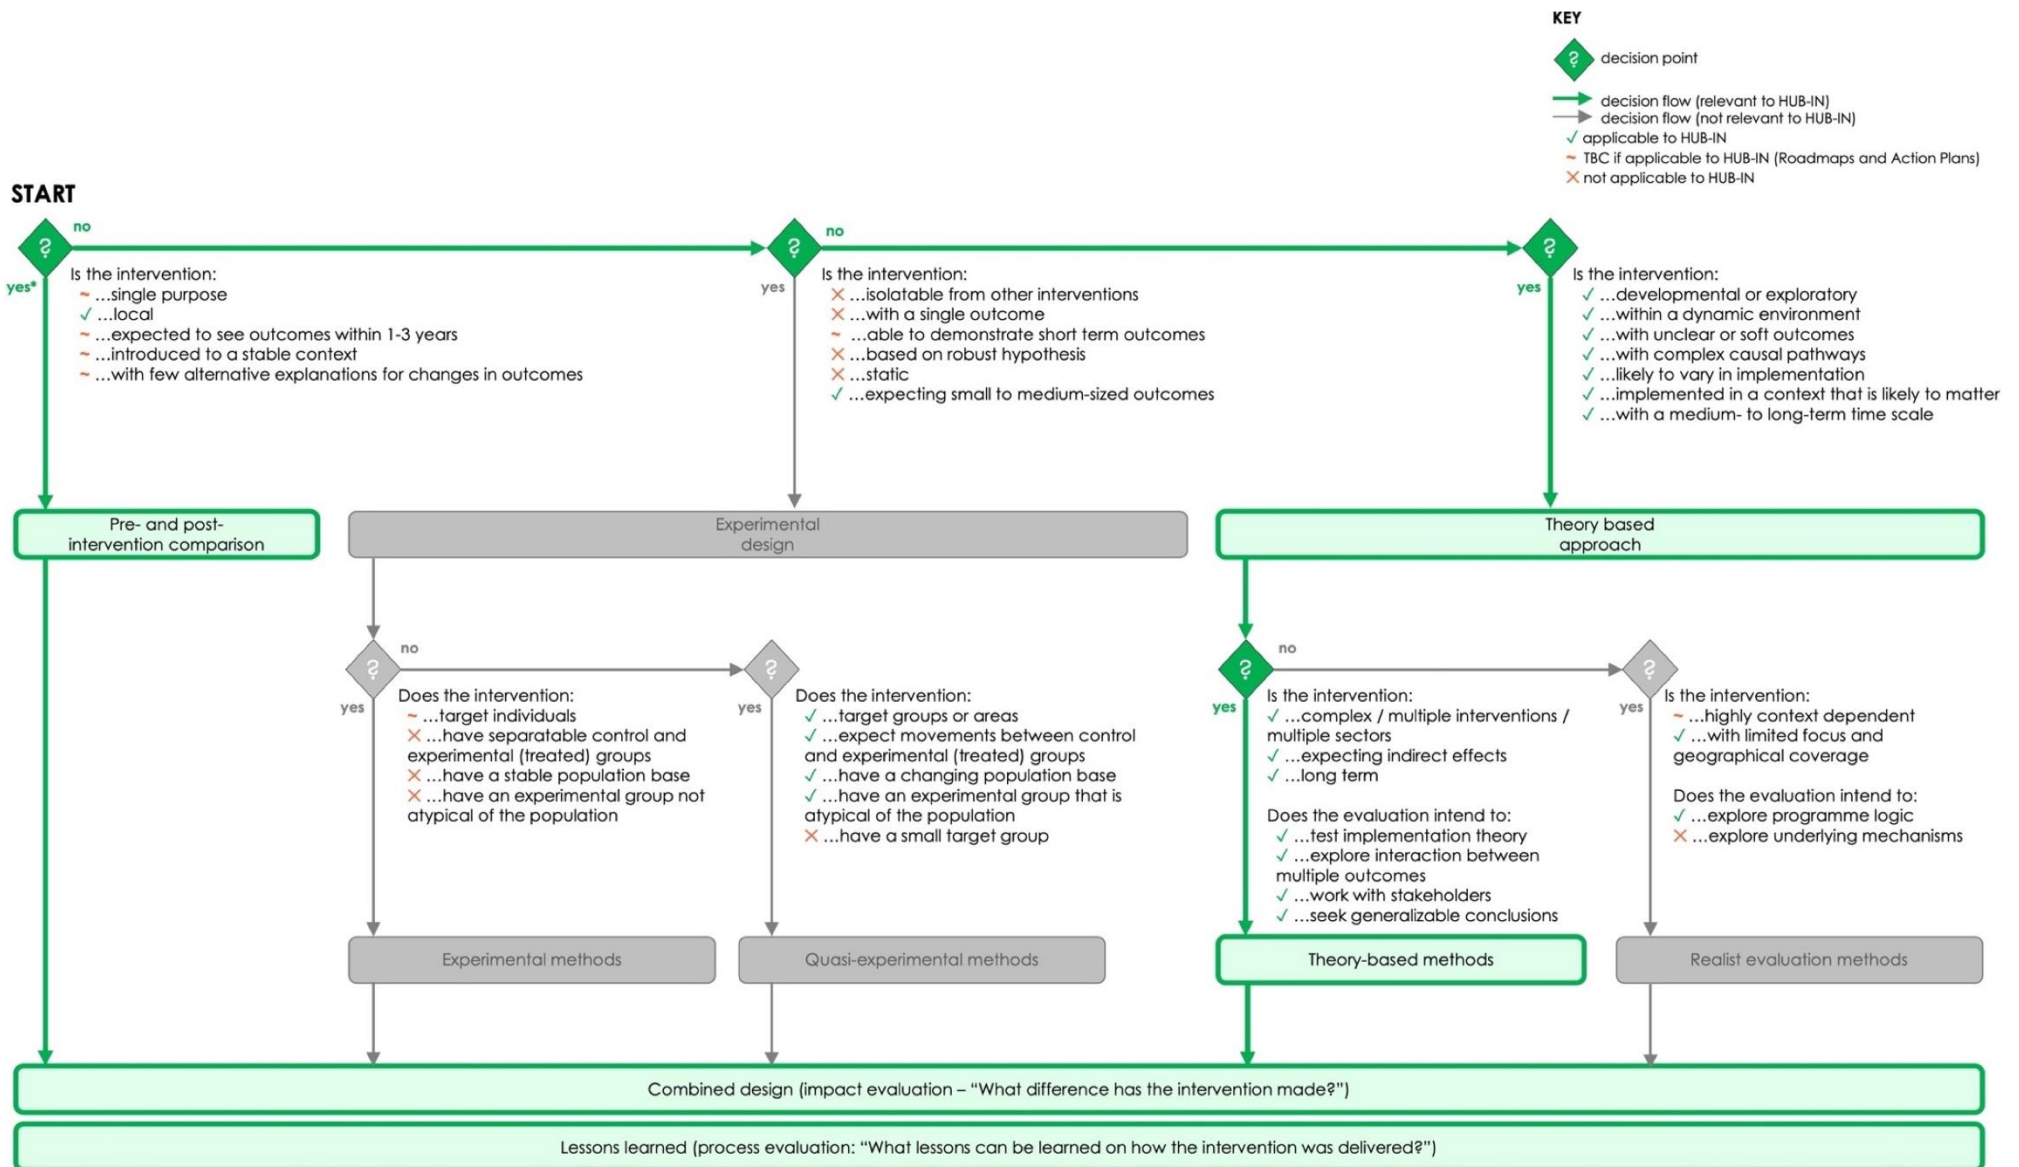 KEY
? decision point
decision flow (relevant to HUB-IN)
decision flow (not relevant to HUB-IN)
✓ applicable to HUB-IN
~ TBC if applicable to HUB-IN (Roadmaps and Action Plans)
✕ not applicable to HUB-IN
START
?
no
yes*
Is the intervention:
~ ...single purpose
✓ ...local
~ ...expected to see outcomes within 1-3 years
~ ...introduced to a stable context
~ ...with few alternative explanations for changes in outcomes
?
no
yes
Is the intervention:
✕ ...isolatable from other interventions
✕ ...with a single outcome
~ ...able to demonstrate short term outcomes
✕ ...based on robust hypothesis
✕ ...static
✓ ...expecting small to medium-sized outcomes
?
yes
Is the intervention:
✓ ...developmental or exploratory
✓ ...within a dynamic environment
✓ ...with unclear or soft outcomes
✓ ...with complex causal pathways
✓ ...likely to vary in implementation
✓ ...implemented in a context that is likely to matter
✓ ...with a medium- to long-term time scale
Pre- and post-
intervention comparison
Experimental
design
Theory based
approach
?
no
yes
Does the intervention:
~ ...target individuals
✕ ...have separatable control and
experimental (treated) groups
✕ ...have a stable population base
✕ ...have an experimental group not
atypical of the population
?
yes
Does the intervention:
✓ ...target groups or areas
✓ ...expect movements between control
and experimental (treated) groups
✓ ...have a changing population base
✓ ...have an experimental group that is
atypical of the population
✕ ...have a small target group
?
no
yes
Is the intervention:
✓ ...complex / multiple interventions /
multiple sectors
✓ ...expecting indirect effects
✓ ...long term
Does the evaluation intend to:
✓ ...test implementation theory
✓ ...explore interaction between
multiple outcomes
✓ ...work with stakeholders
✓ ...seek generalizable conclusions
?
yes
Is the intervention:
~ ...highly context dependent
✓ ...with limited focus and
geographical coverage
Does the evaluation intend to:
✓ ...explore programme logic
✕ ...explore underlying mechanisms
Experimental methods
Quasi-experimental methods
Theory-based methods
Realist evaluation methods
Combined design (impact evaluation – “What difference has the intervention made?”)
Lessons learned (process evaluation: “What lessons can be learned on how the intervention was delivered?”)